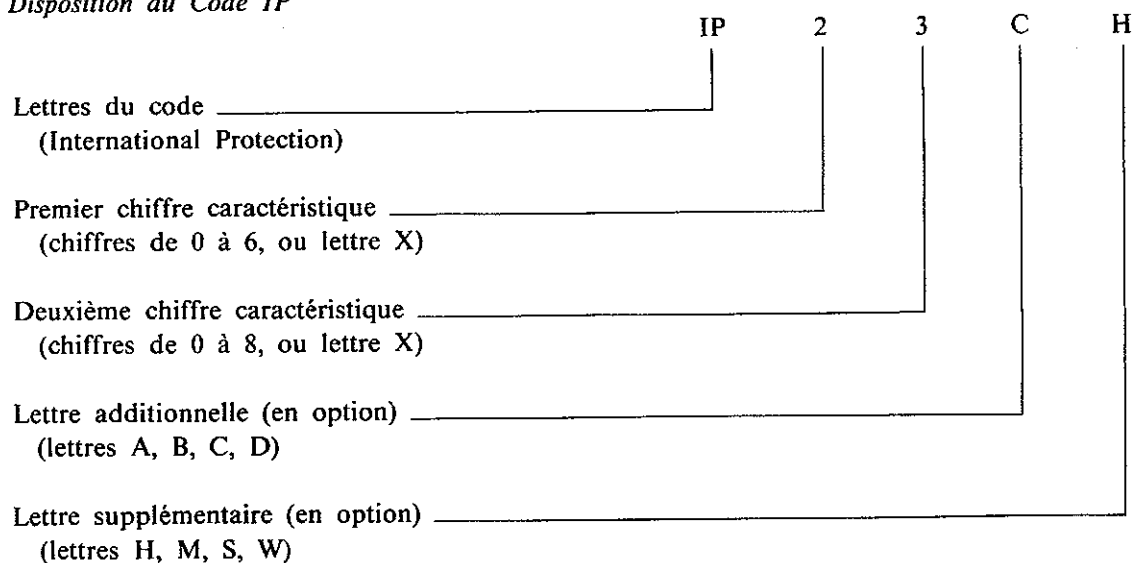 Disposition du Code IP
IP 2 3 C H
Lettres du code
(International Protection)
Premier chiffre caractéristique
(chiffres de 0 à 6, ou lettre X)
Deuxième chiffre caractéristique
(chiffres de 0 à 8, ou lettre X)
Lettre additionnelle (en option)
(lettres A, B, C, D)
Lettre supplémentaire (en option)
(lettres H, M, S, W)